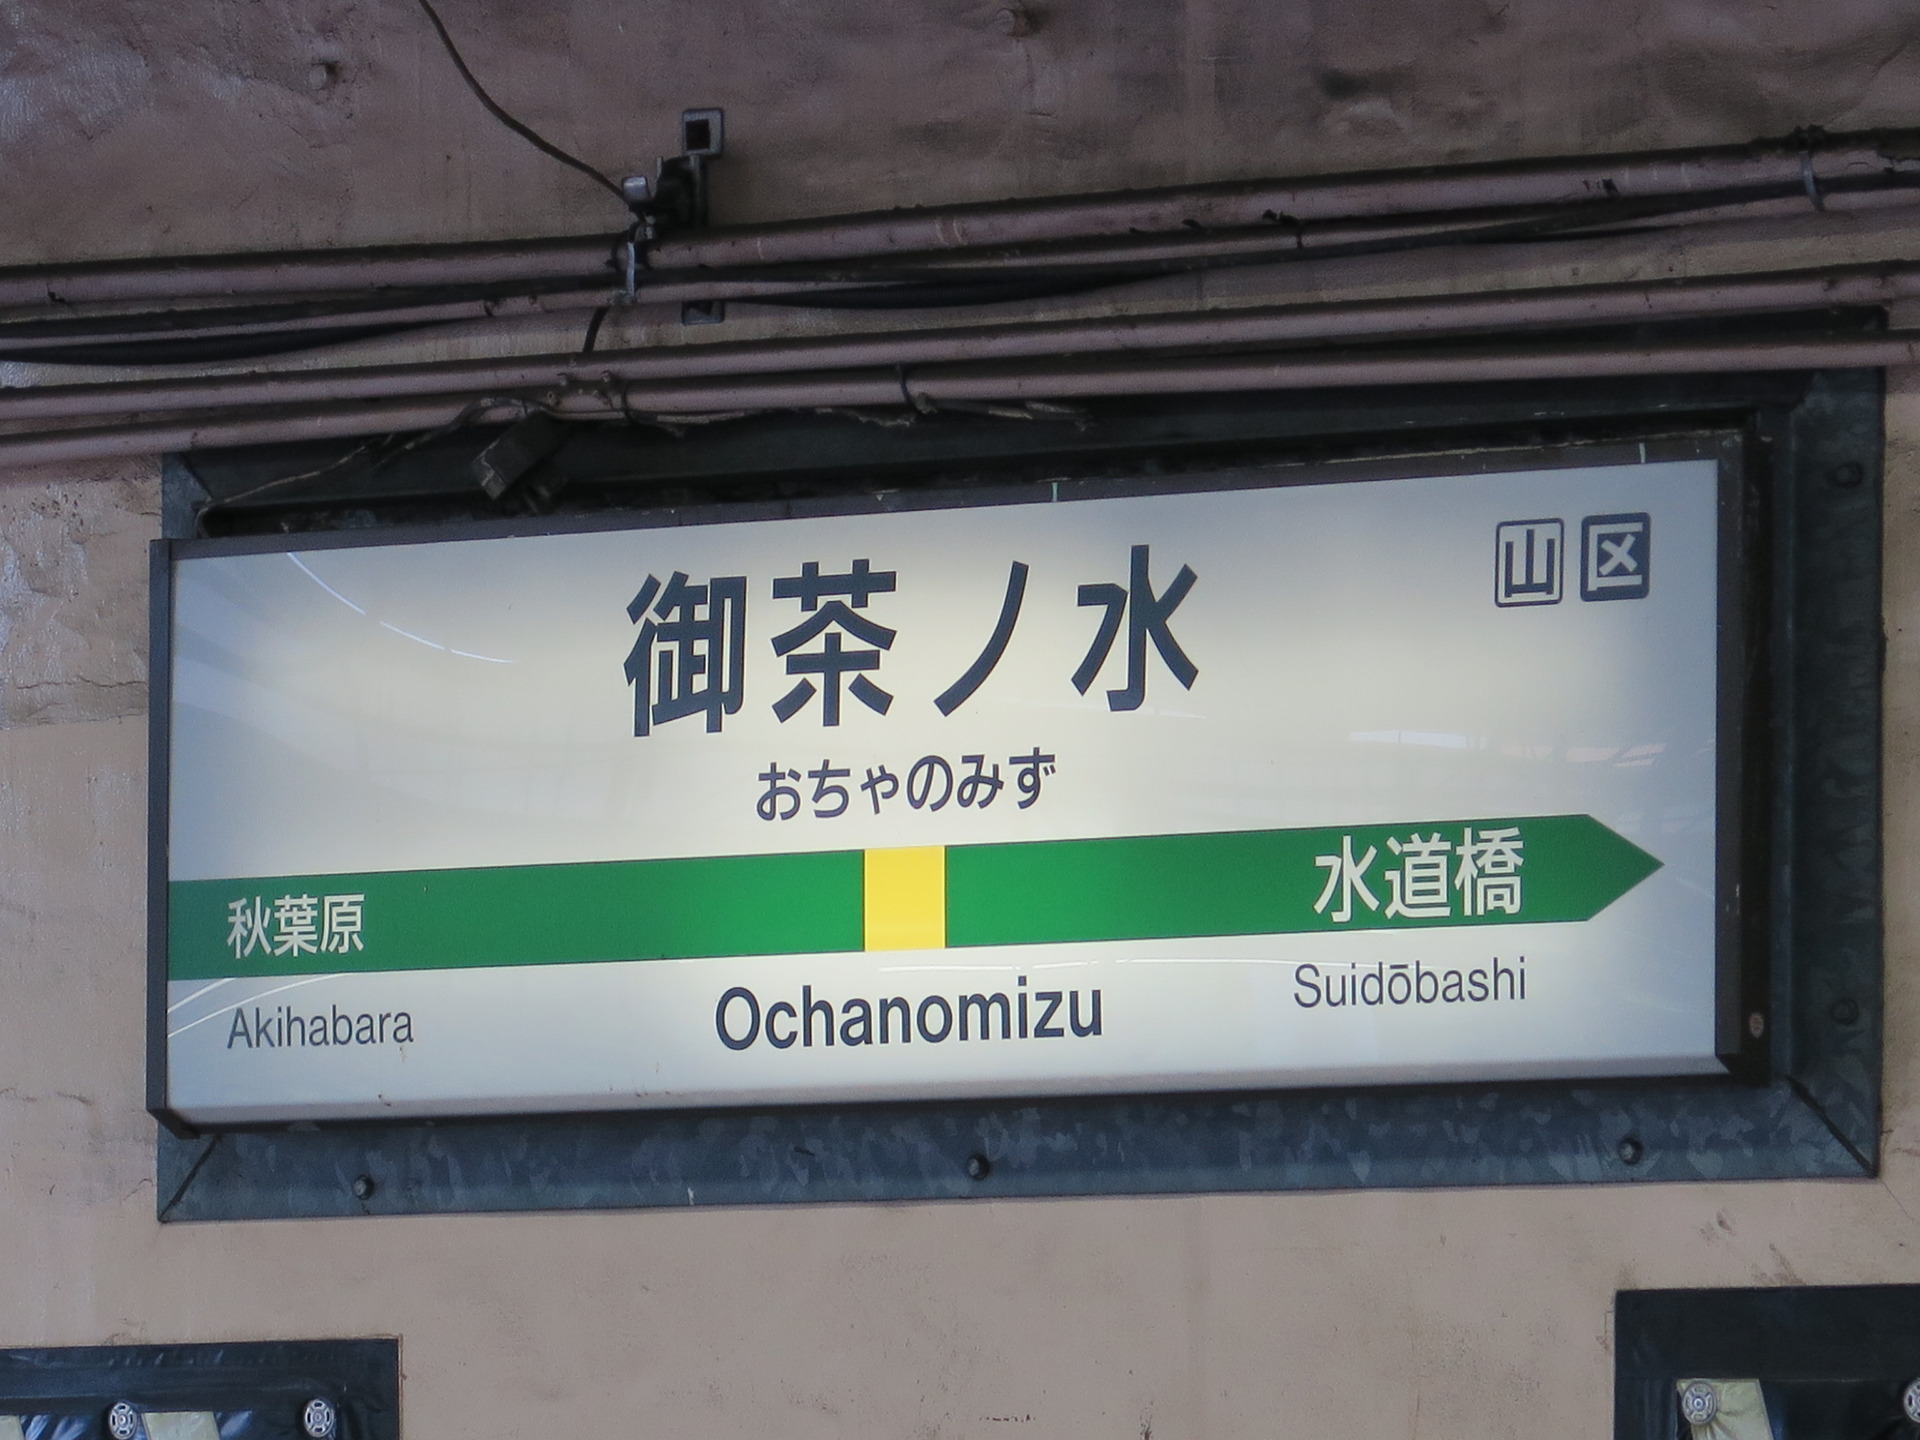 山 区
御茶ノ水
おちゃのみず
秋葉原 水道橋
Akihabara Ochanomizu Suidōbashi